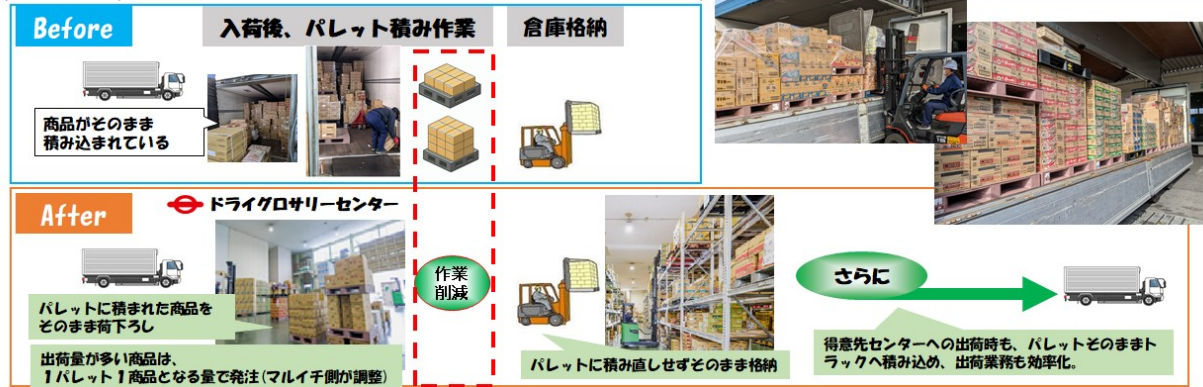 Before
入荷後、パレット積み作業
倉庫格納
商品がそのまま
積み込まれている
After
ドライグロサリーセンター
作業
削減
さらに
パレットに積まれた商品を
そのまま荷下ろし
出荷量が多い商品は、
1パレット1商品となる量で発注(マルイチ側が調整)
パレットに積み直しせずそのまま格納
得意先センターへの出荷時も、パレットそのままト
ラックへ積み込め、出荷業務も効率化。